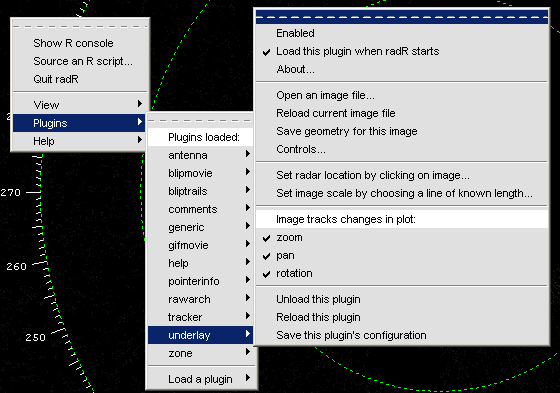 Show R console
Source an R script...
Quit radR
View
Plugins
Help
Plugins loaded:
antenna
blipmovie
bliptrails
comments
generic
gifmovie
help
pointerinfo
rawarch
tracker
underlay
zone
Load a plugin
Enabled
Load this plugin when radR starts
About...
Open an image file...
Reload current image file
Save geometry for this image
Controls...
Set radar location by clicking on image...
Set image scale by choosing a line of known length...
Image tracks changes in plot:
zoom
pan
rotation
Unload this plugin
Reload this plugin
Save this plugin's configuration
270
260
250